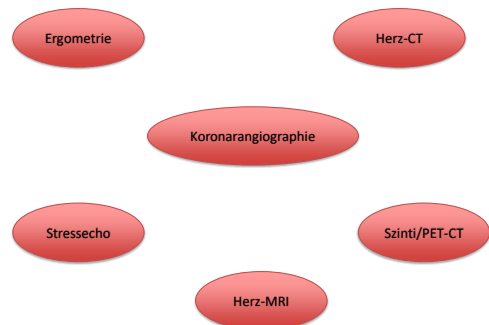 Ergometrie
Herz-CT
Koronarangiographie
Stressecho
Szinti/PET-CT
Herz-MRI